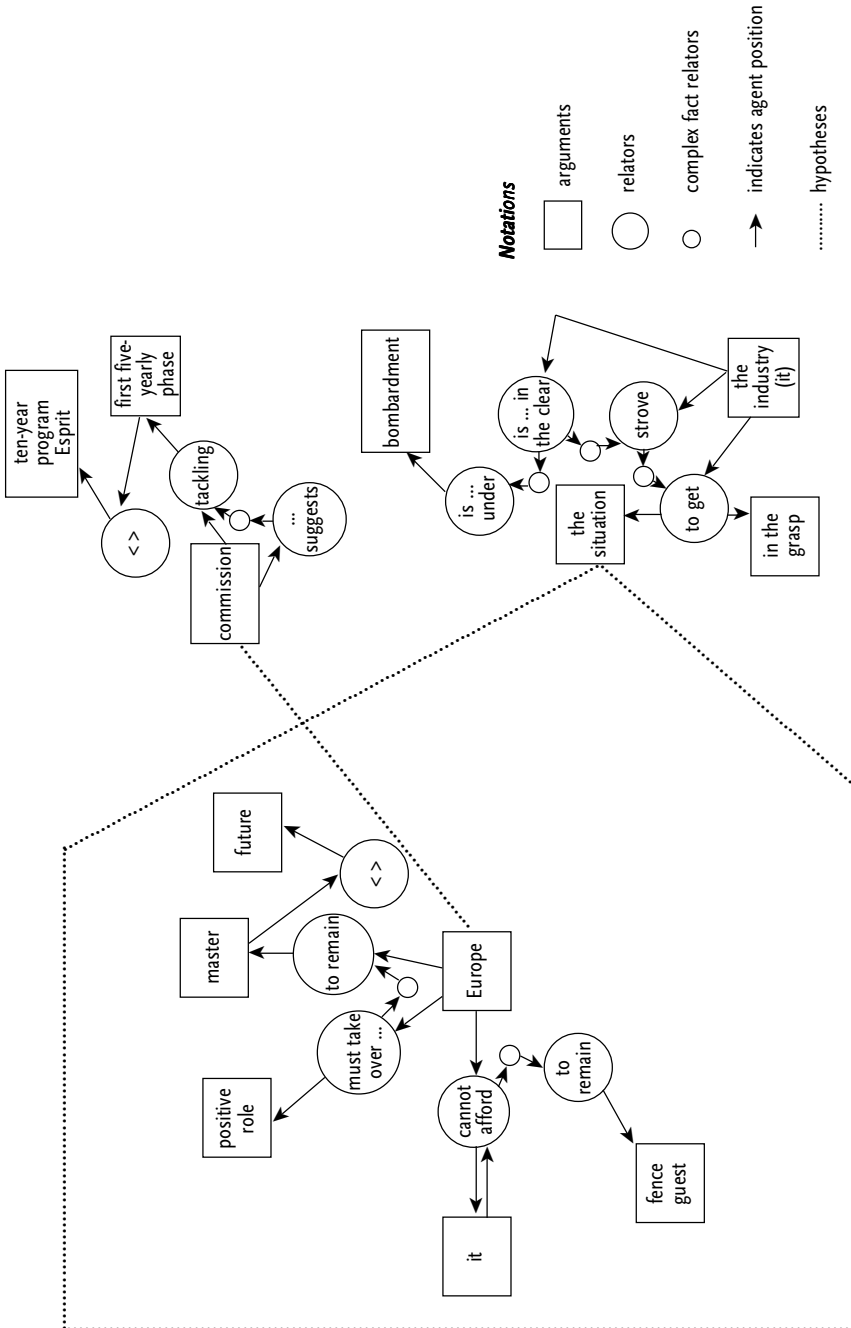 ten-year
program
Esprit
first five-
yearly
phase
< >
tackling
commission
...
suggests
future
master
< >
to remain
must take
over ...
positive
role
Europe
cannot
afford
it
to
remain
fence
guest
bombardment
is ...
under
is ... in
the clear
strove
the
situation
to get
the
industry
(it)
in the
grasp
Notations
arguments
relators
complex fact relators
indicates agent position
hypotheses